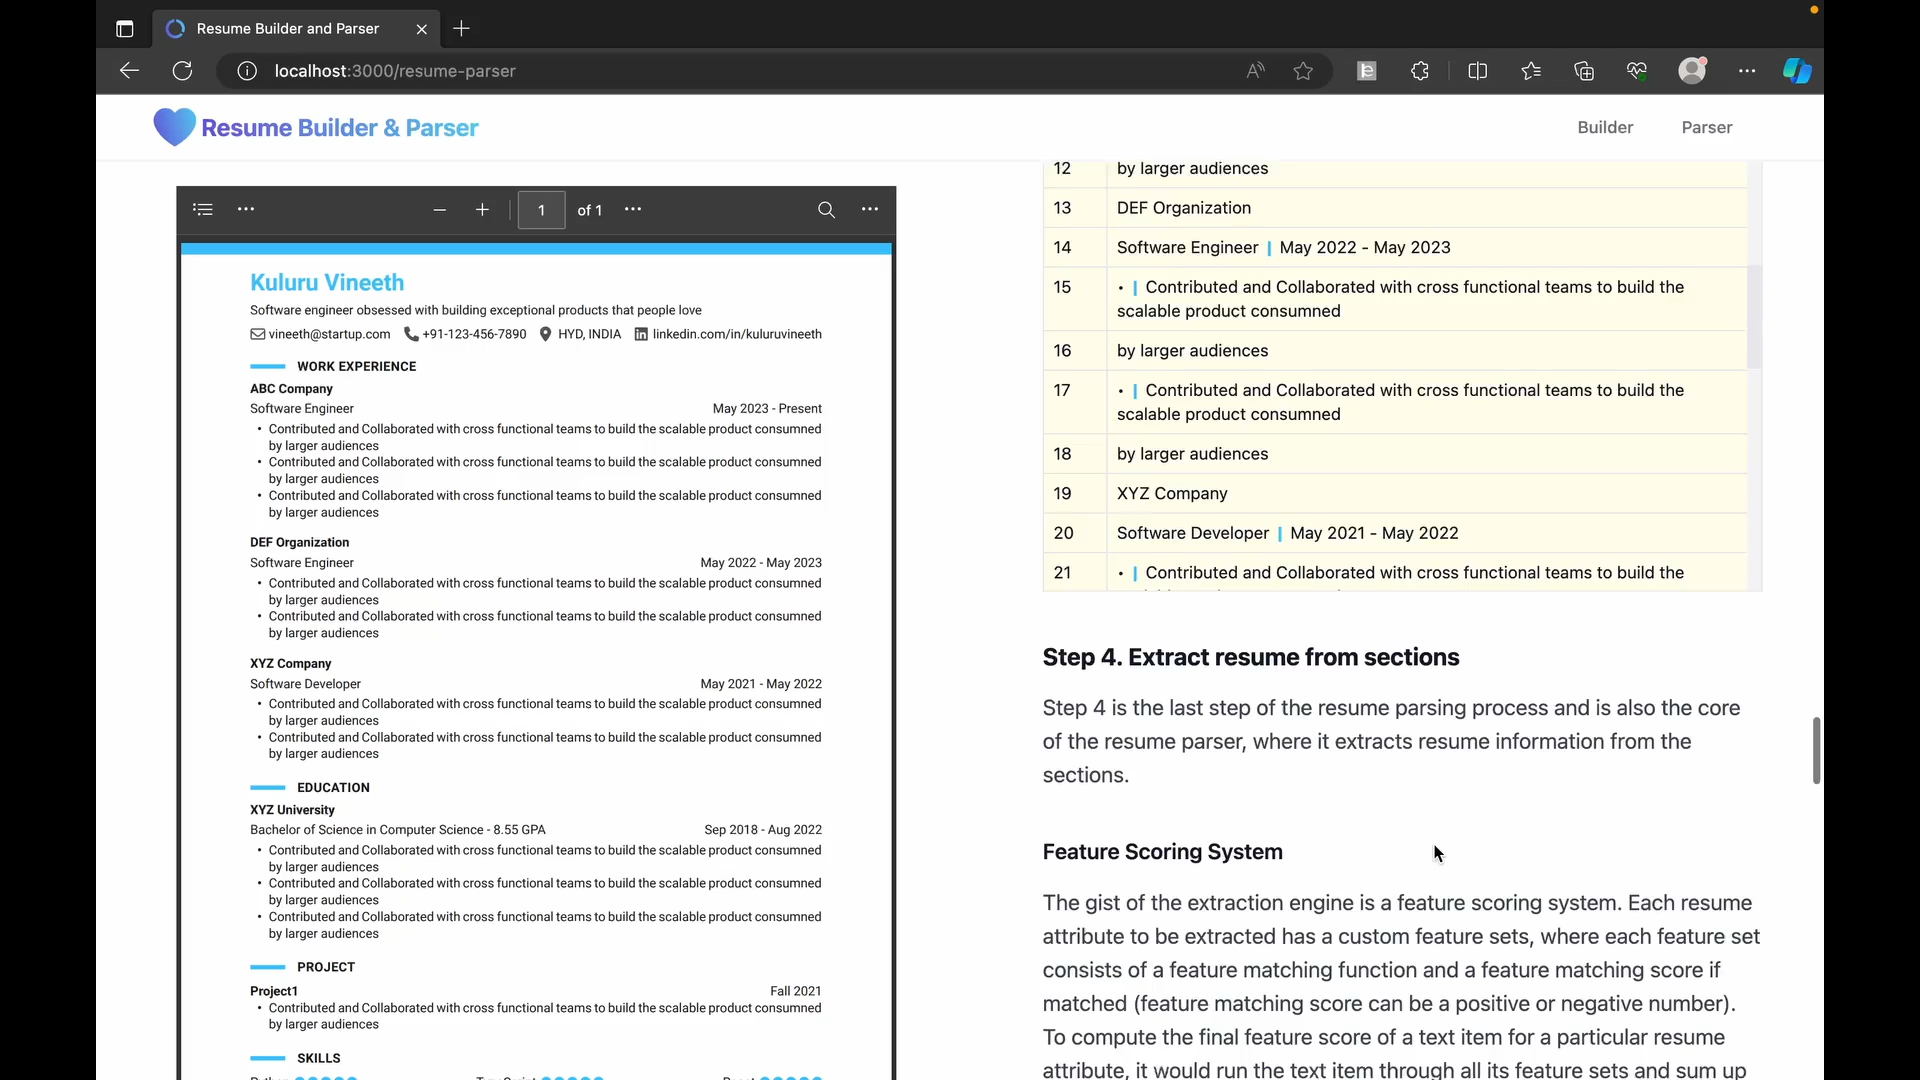 Resume Builder and Parser
localhost:3000/resume-parser
Resume Builder & Parser
Builder
Parser
1 of 1
Kuluru Vineeth
Software engineer obsessed with building exceptional products that people love
vineeth@startup.com +91-123-456-7890 HYD, INDIA linkedin.com/in/kuluruvineeth
WORK EXPERIENCE
ABC Company
Software Engineer May 2023 - Present
• Contributed and Collaborated with cross functional teams to build the scalable product consumned
by larger audiences
• Contributed and Collaborated with cross functional teams to build the scalable product consumned
by larger audiences
• Contributed and Collaborated with cross functional teams to build the scalable product consumned
by larger audiences
DEF Organization
Software Engineer May 2022 - May 2023
• Contributed and Collaborated with cross functional teams to build the scalable product consumned
by larger audiences
• Contributed and Collaborated with cross functional teams to build the scalable product consumned
by larger audiences
XYZ Company
Software Developer May 2021 - May 2022
• Contributed and Collaborated with cross functional teams to build the scalable product consumned
by larger audiences
• Contributed and Collaborated with cross functional teams to build the scalable product consumned
by larger audiences
EDUCATION
XYZ University
Bachelor of Science in Computer Science - 8.55 GPA Sep 2018 - Aug 2022
• Contributed and Collaborated with cross functional teams to build the scalable product consumned
by larger audiences
• Contributed and Collaborated with cross functional teams to build the scalable product consumned
by larger audiences
• Contributed and Collaborated with cross functional teams to build the scalable product consumned
by larger audiences
PROJECT
Project1 Fall 2021
• Contributed and Collaborated with cross functional teams to build the scalable product consumned
by larger audiences
SKILLS
12 by larger audiences
13 DEF Organization
14 Software Engineer | May 2022 - May 2023
15 • | Contributed and Collaborated with cross functional teams to build the
scalable product consumned
16 by larger audiences
17 • | Contributed and Collaborated with cross functional teams to build the
scalable product consumned
18 by larger audiences
19 XYZ Company
20 Software Developer | May 2021 - May 2022
21 • | Contributed and Collaborated with cross functional teams to build the
Step 4. Extract resume from sections
Step 4 is the last step of the resume parsing process and is also the core
of the resume parser, where it extracts resume information from the
sections.
Feature Scoring System
The gist of the extraction engine is a feature scoring system. Each resume
attribute to be extracted has a custom feature sets, where each feature set
consists of a feature matching function and a feature matching score if
matched (feature matching score can be a positive or negative number).
To compute the final feature score of a text item for a particular resume
attribute, it would run the text item through all its feature sets and sum up